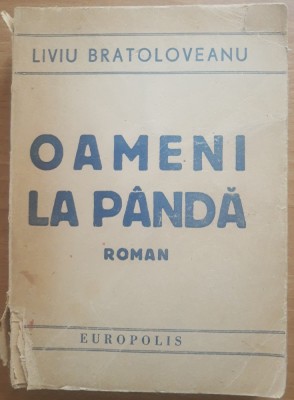 LIVIU BRATOLOVEANU
OAMENI
LA PÂNDĂ
ROMAN
EUROPOLIS